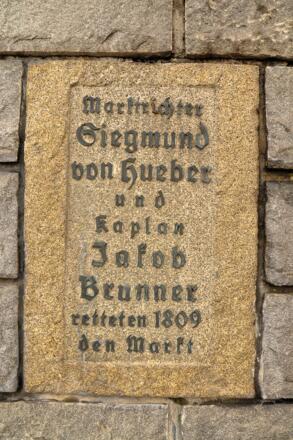 Marktrichter
Siegmund
von Hueber
und
Kaplan
Jakob
Brunner
retteten 1809
den Markt